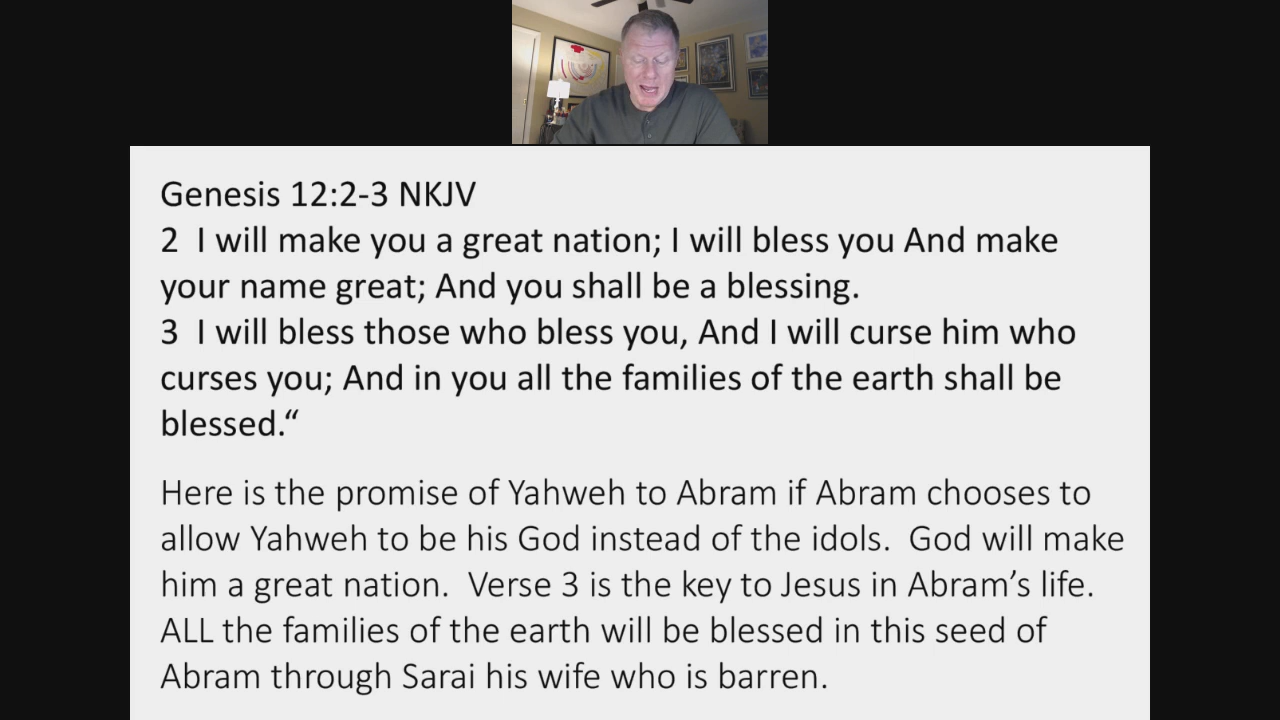 Genesis 12:2-3 NKJV
2  I will make you a great nation; I will bless you And make
your name great; And you shall be a blessing.
3  I will bless those who bless you, And I will curse him who
curses you; And in you all the families of the earth shall be
blessed.“
Here is the promise of Yahweh to Abram if Abram chooses to
allow Yahweh to be his God instead of the idols.  God will make
him a great nation.  Verse 3 is the key to Jesus in Abram’s life.
ALL the families of the earth will be blessed in this seed of
Abram through Sarai his wife who is barren.